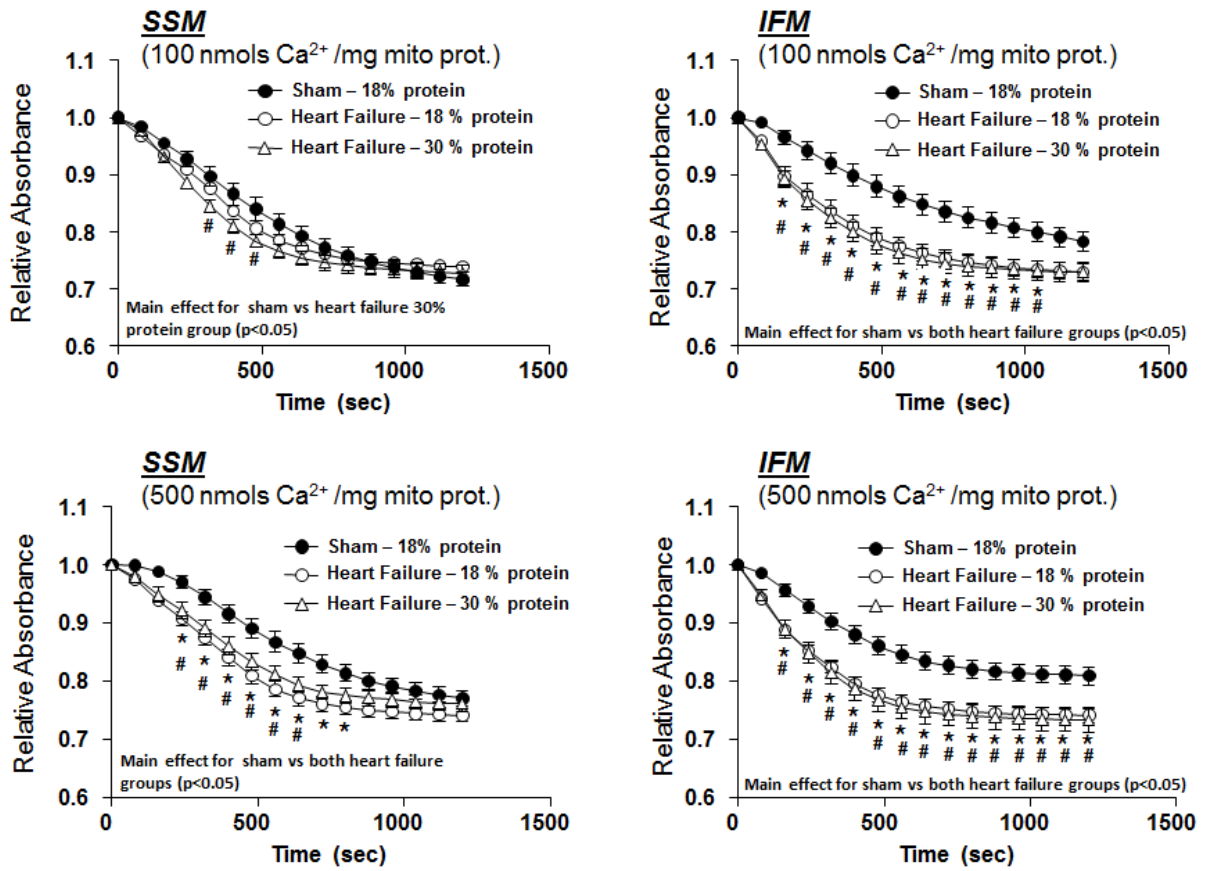 SSM
(100 nmols Ca²⁺ /mg mito prot.)
1.1
1.0
0.9
0.8
0.7
0.6
Relative Absorbance
Sham – 18% protein
Heart Failure – 18 % protein
Heart Failure – 30 % protein
# # #
Main effect for sham vs heart failure 30%
protein group (p<0.05)
0 500 1000 1500
Time (sec)
IFM
(100 nmols Ca²⁺ /mg mito prot.)
1.1
1.0
0.9
0.8
0.7
0.6
Relative Absorbance
Sham – 18% protein
Heart Failure – 18 % protein
Heart Failure – 30 % protein
* * * * * * * * * * * *
# # # # # # # # # # # #
Main effect for sham vs both heart failure groups (p<0.05)
0 500 1000 1500
Time (sec)
SSM
(500 nmols Ca²⁺ /mg mito prot.)
1.1
1.0
0.9
0.8
0.7
0.6
Relative Absorbance
Sham – 18% protein
Heart Failure – 18 % protein
Heart Failure – 30 % protein
* * * * * * * *
# # # # # #
Main effect for sham vs both heart failure
groups (p<0.05)
0 500 1000 1500
Time (sec)
IFM
(500 nmols Ca²⁺ /mg mito prot.)
1.1
1.0
0.9
0.8
0.7
0.6
Relative Absorbance
Sham – 18% protein
Heart Failure – 18 % protein
Heart Failure – 30 % protein
* * * * * * * * * * * * * *
# # # # # # # # # # # # # #
Main effect for sham vs both heart failure groups (p<0.05)
0 500 1000 1500
Time (sec)